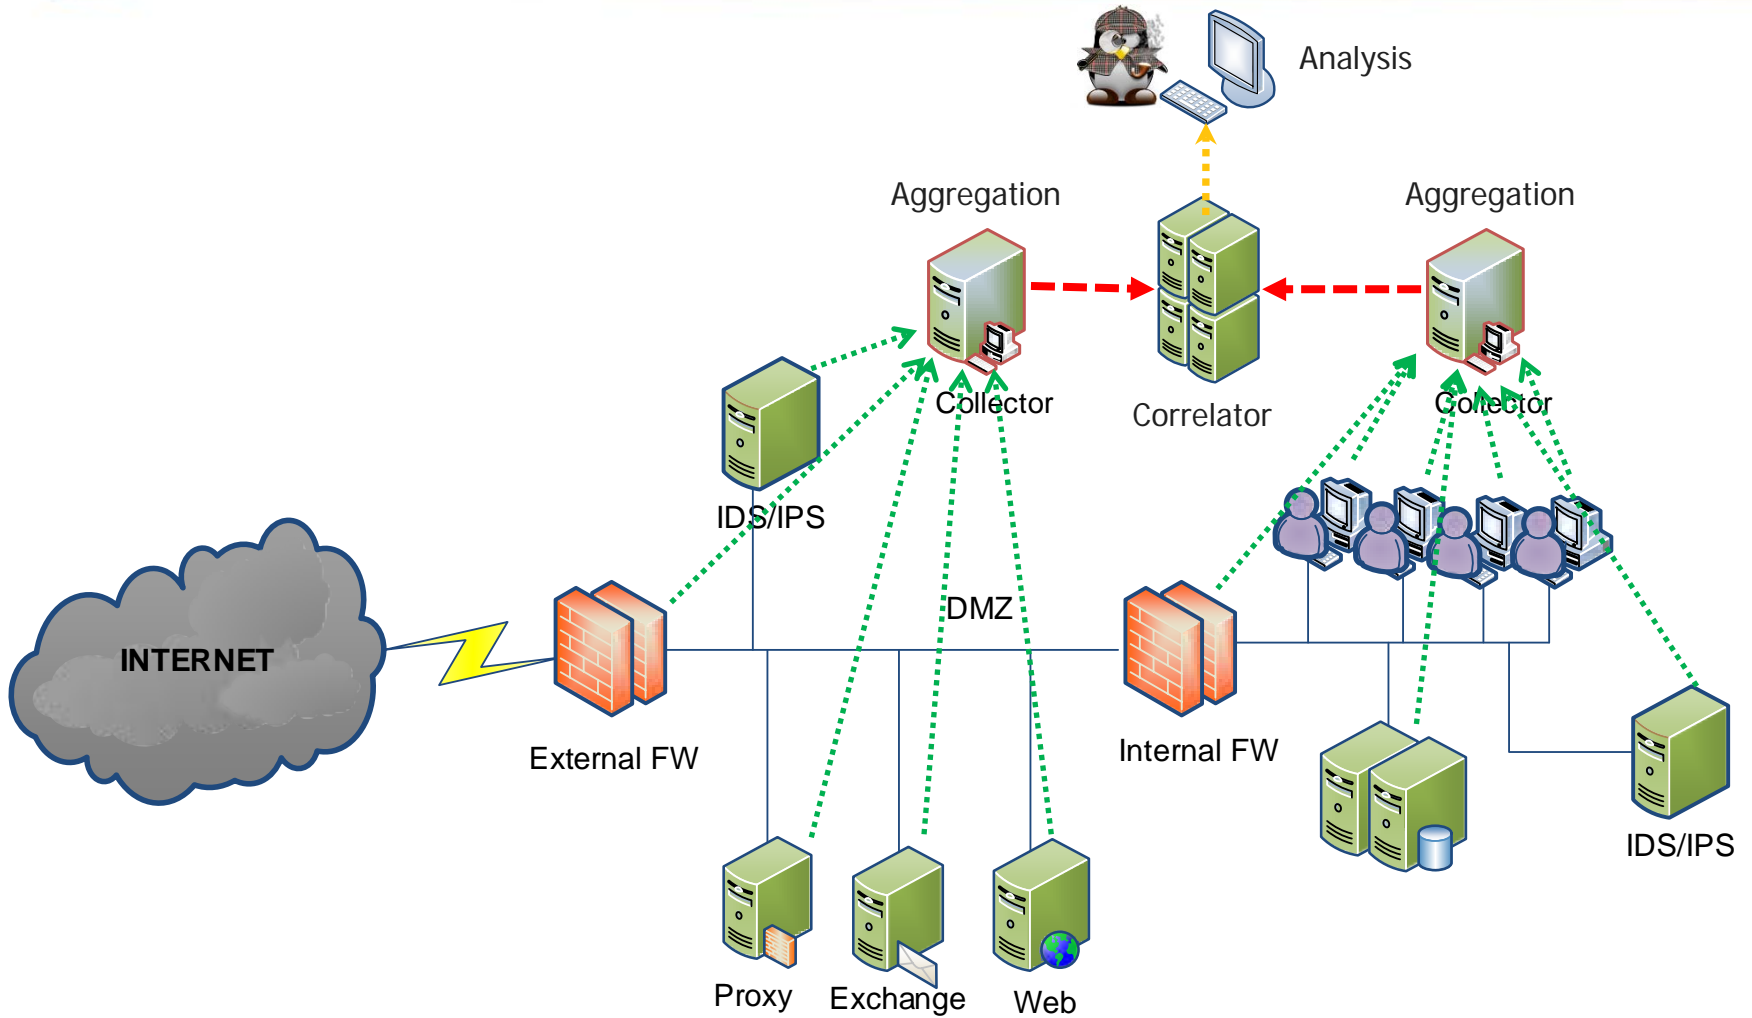 Analysis
Aggregation
Aggregation
Collector
Correlator
Collector
IDS/IPS
DMZ
INTERNET
External FW
Internal FW
IDS/IPS
Proxy
Exchange
Web